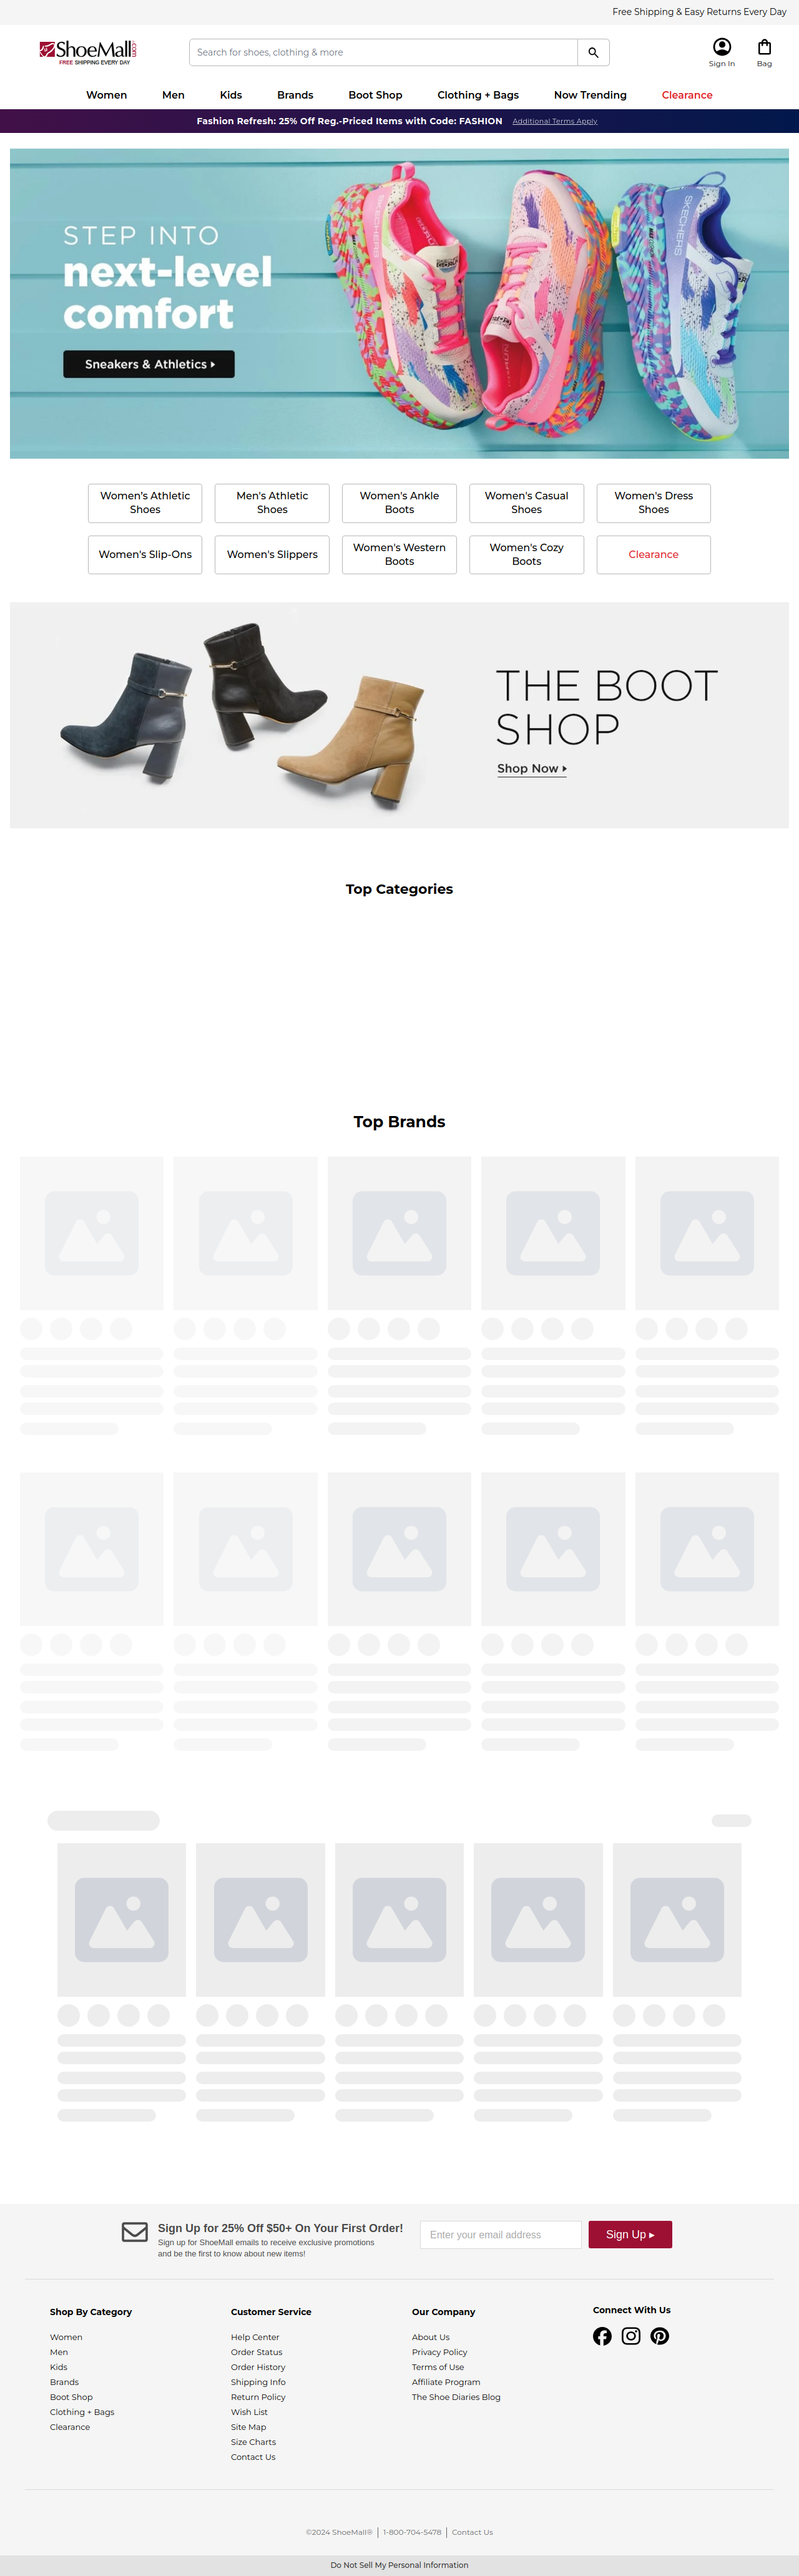 Free Shipping & Easy Returns Every Day
ShoeMall.com
FREE SHIPPING EVERY DAY
Search for shoes, clothing & more
Sign In
Bag
Women Men Kids Brands Boot Shop Clothing + Bags Now Trending Clearance
Fashion Refresh: 25% Off Reg.-Priced Items with Code: FASHION Additional Terms Apply
STEP INTO
next-level
comfort
Sneakers & Athletics
SKECHERS
Women's Athletic
Shoes
Men's Athletic
Shoes
Women's Ankle
Boots
Women's Casual
Shoes
Women's Dress
Shoes
Women's Slip-Ons
Women's Slippers
Women's Western
Boots
Women's Cozy
Boots
Clearance
THE BOOT
SHOP
Shop Now
Top Categories
Top Brands
Sign Up for 25% Off $50+ On Your First Order!
Sign up for ShoeMall emails to receive exclusive promotions
and be the first to know about new items!
Enter your email address
Sign Up ▸
Shop By Category
Women
Men
Kids
Brands
Boot Shop
Clothing + Bags
Clearance
Customer Service
Help Center
Order Status
Order History
Shipping Info
Return Policy
Wish List
Site Map
Size Charts
Contact Us
Our Company
About Us
Privacy Policy
Terms of Use
Affiliate Program
The Shoe Diaries Blog
Connect With Us
©2024 ShoeMall® | 1-800-704-5478 | Contact Us
Do Not Sell My Personal Information